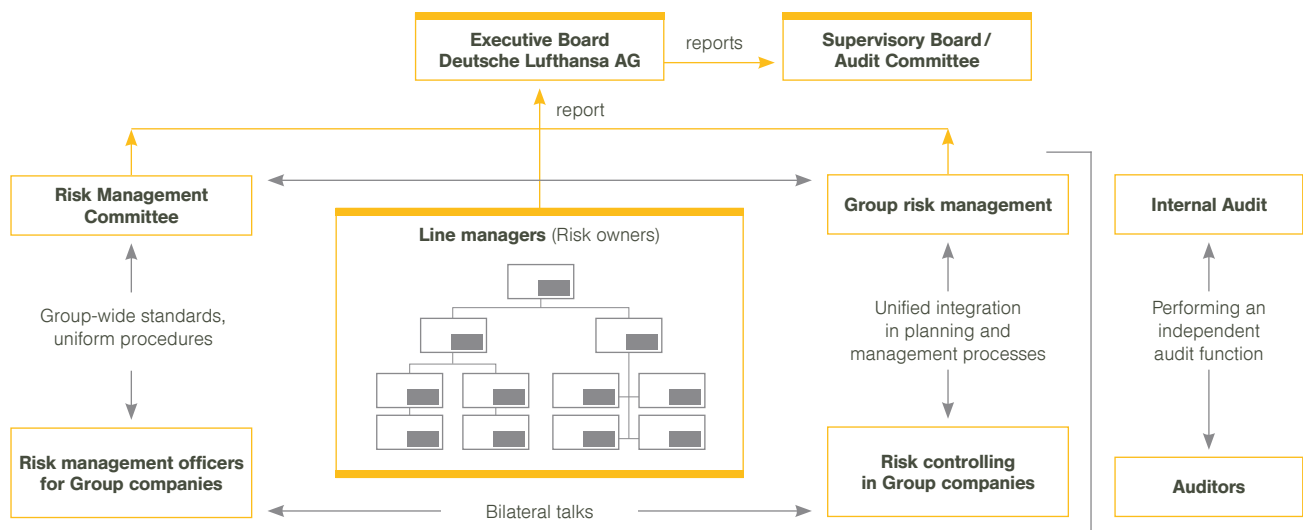 Executive Board
Deutsche Lufthansa AG
reports
Supervisory Board /
Audit Committee
report
Risk Management
Committee
Group risk management
Internal Audit
Line managers (Risk owners)
Group-wide standards,
uniform procedures
Unified integration
in planning and
management processes
Performing an
independent
audit function
Risk management officers
for Group companies
Risk controlling
in Group companies
Auditors
Bilateral talks